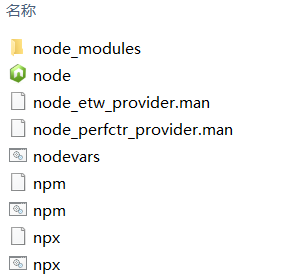 名称
node_modules
node
node_etw_provider.man
node_perfctr_provider.man
nodevars
npm
npm
npx
npx